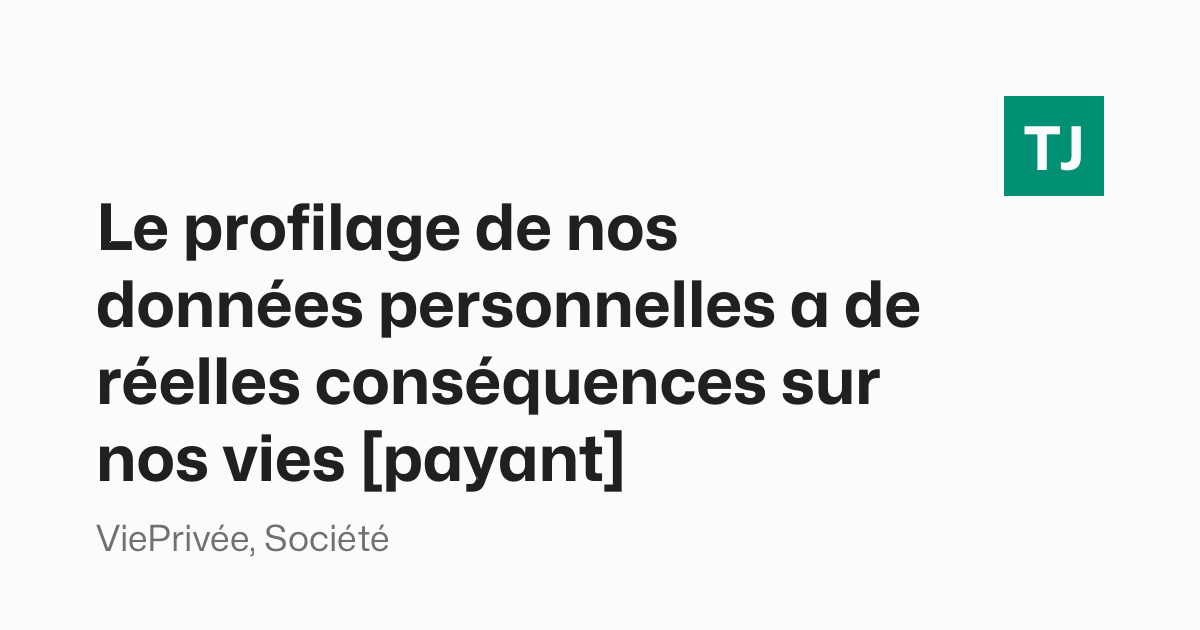 TJ
Le profilage de nos
données personnelles a de
réelles conséquences sur
nos vies [payant]
ViePrivée, Société